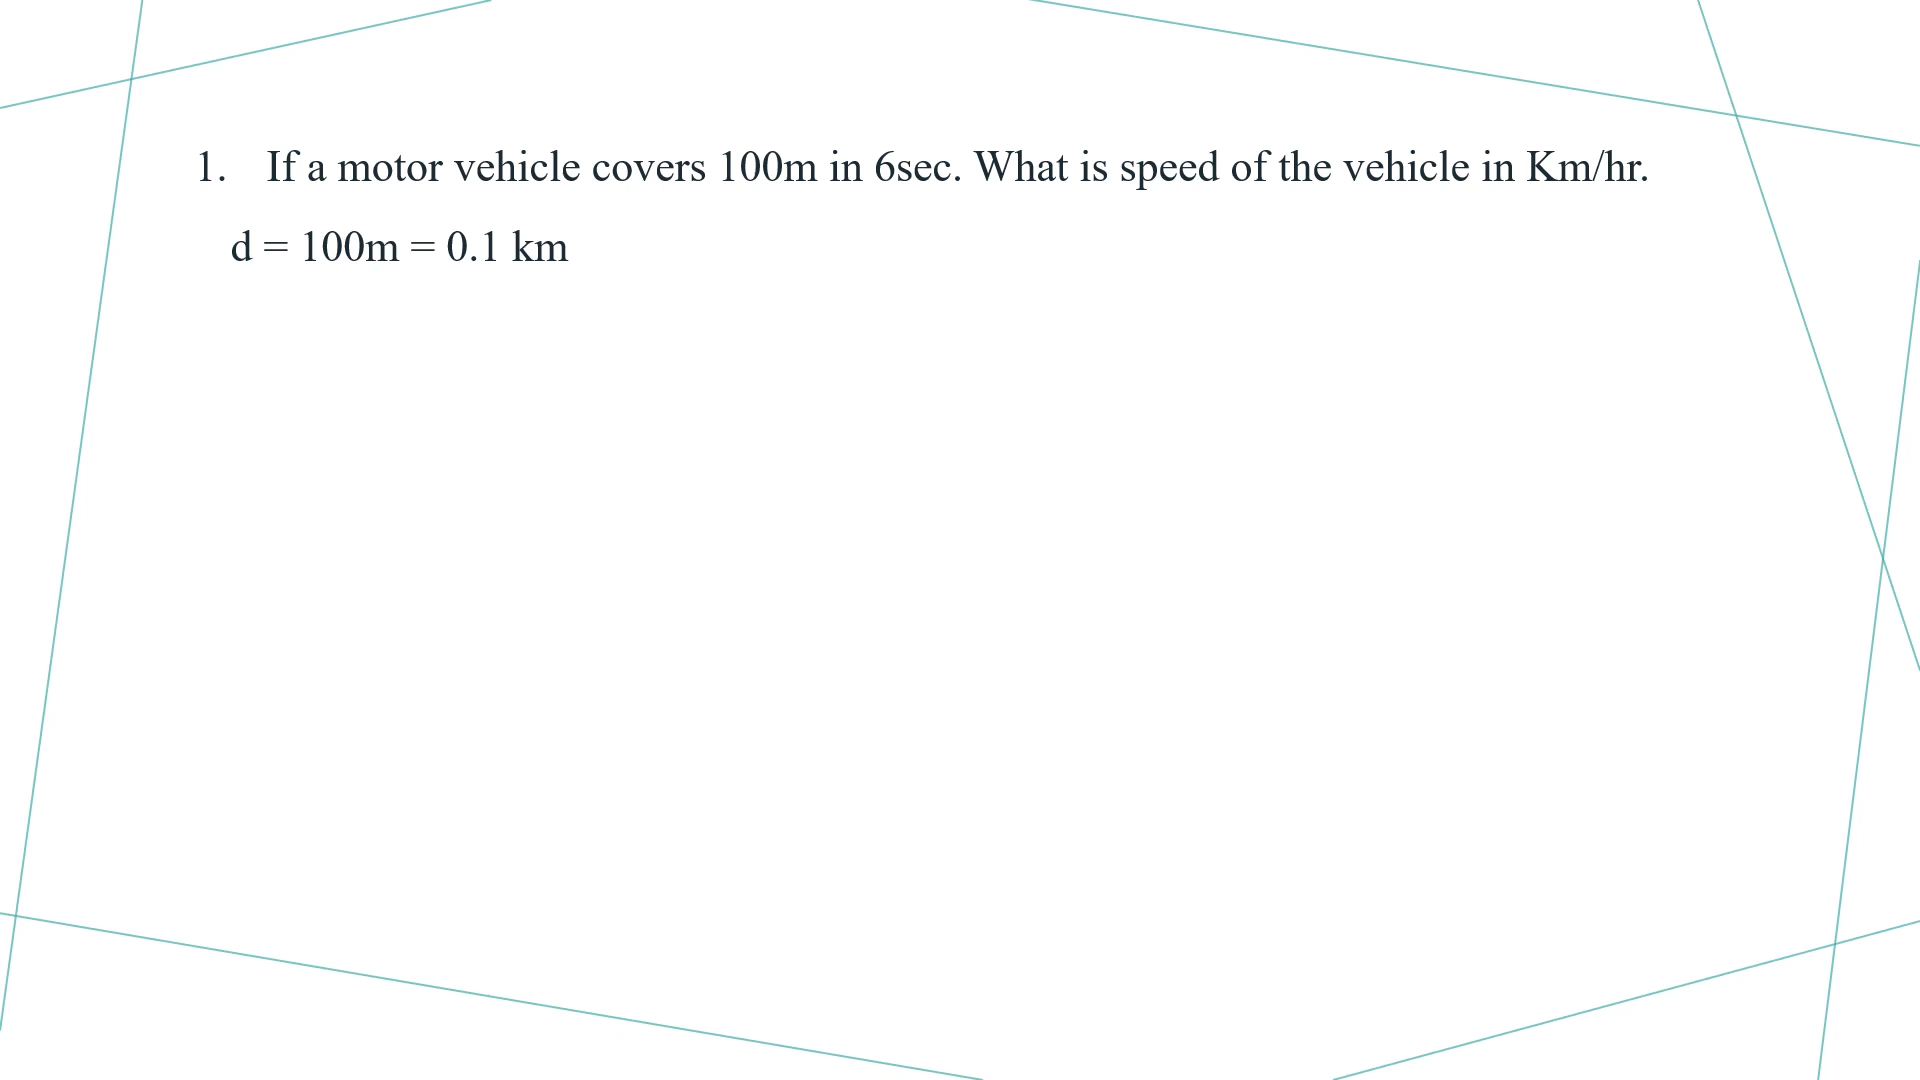 1. If a motor vehicle covers 100m in 6sec. What is speed of the vehicle in Km/hr.
d = 100m = 0.1 km